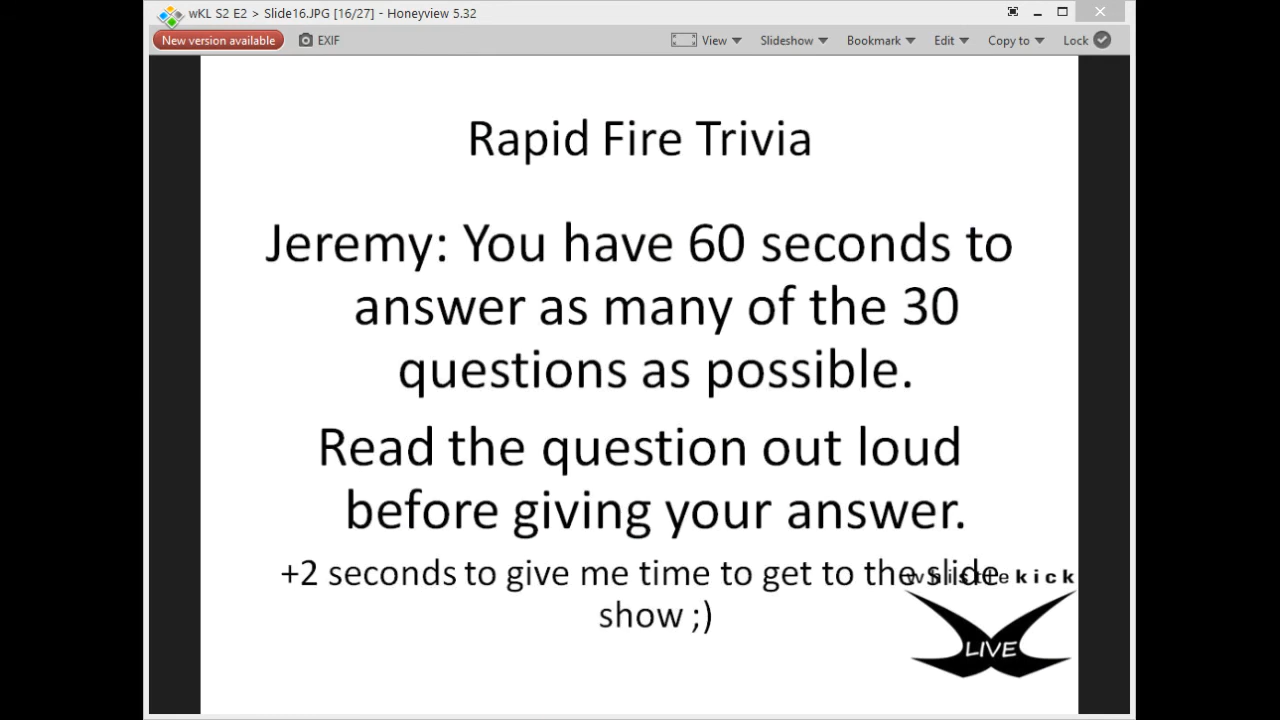 wKL S2 E2 > Slide16.JPG [16/27] - Honeyview 5.32
New version available EXIF View Slideshow Bookmark Edit Copy to Lock
Rapid Fire Trivia
Jeremy: You have 60 seconds to
answer as many of the 30
questions as possible.
Read the question out loud
before giving your answer.
+2 seconds to give me time to get to the slide
show ;)
whistlekick
LIVE